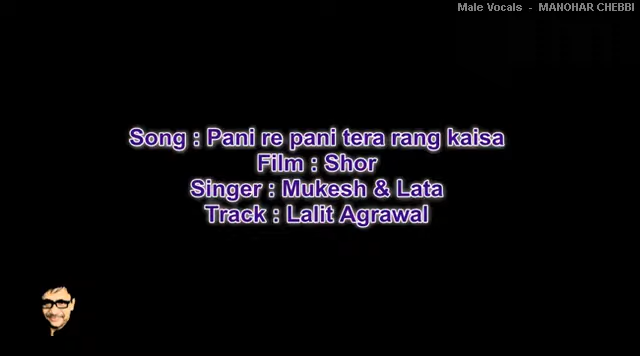 Male Vocals - MANOHAR CHEBBI
Song : Pani re pani tera rang kaisa
Film : Shor
Singer : Mukesh & Lata
Track : Lalit Agrawal